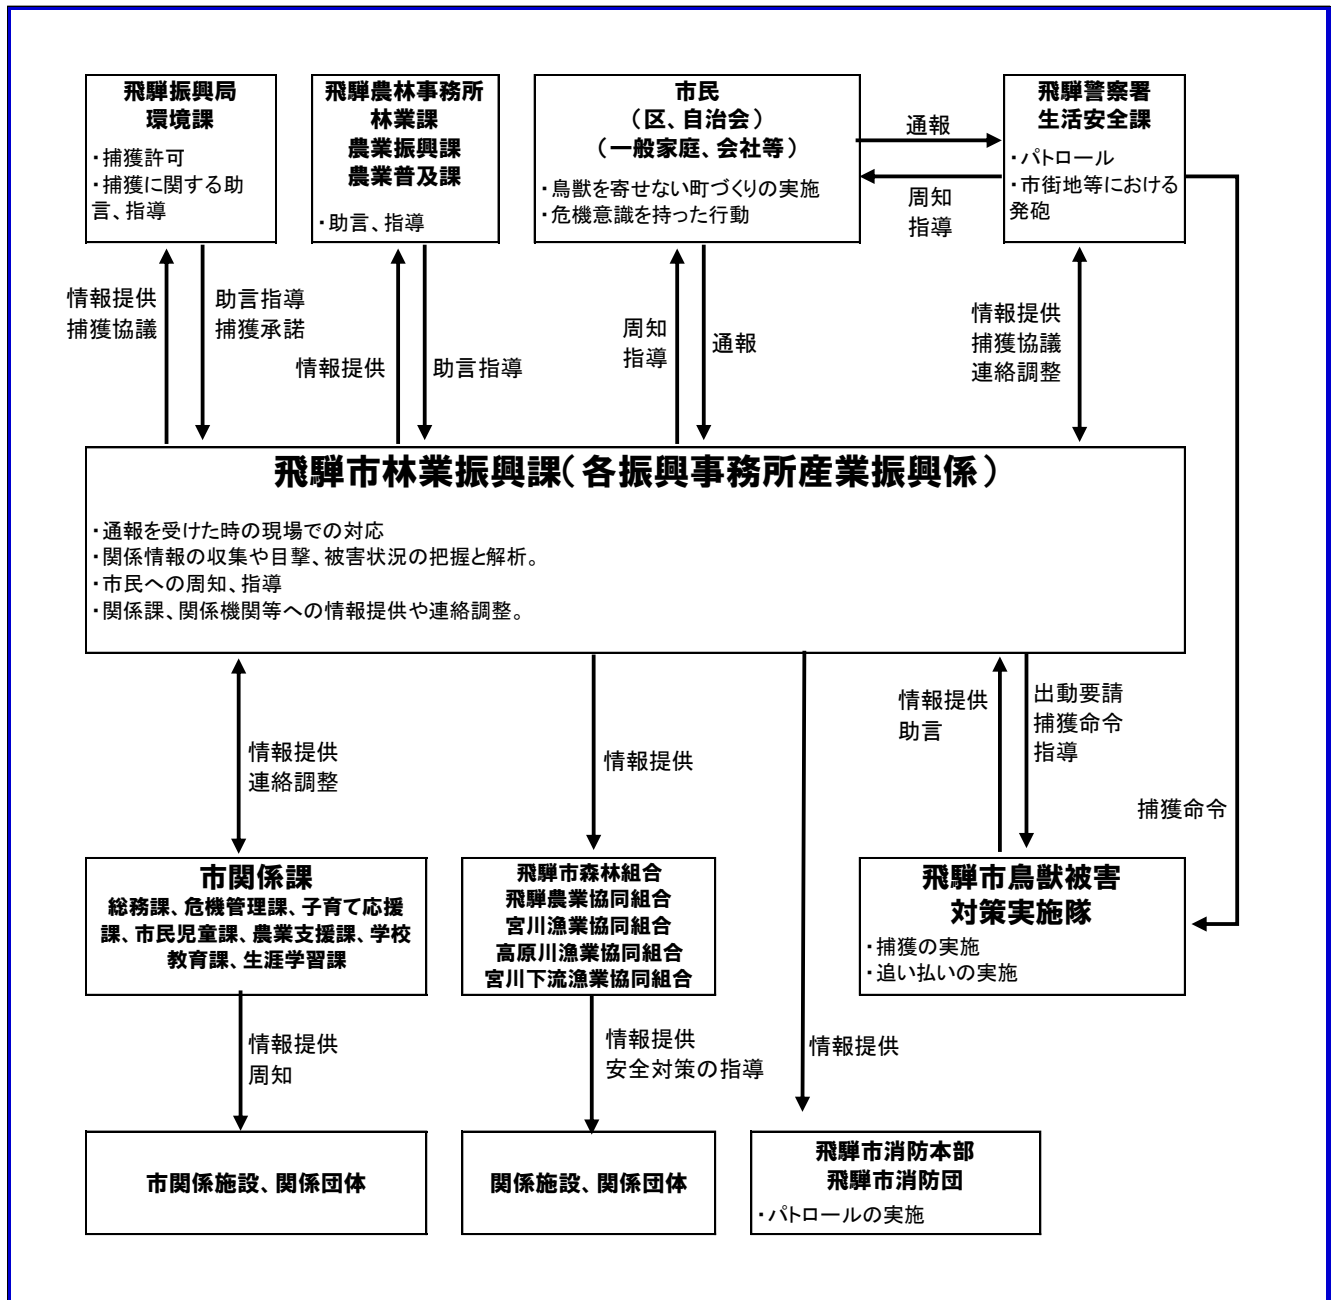 飛騨振興局
環境課
・捕獲許可
・捕獲に関する助
言、指導
飛騨農林事務所
林業課
農業振興課
農業普及課
・助言、指導
市民
（区、自治会）
（一般家庭、会社等）
・鳥獣を寄せない町づくりの実施
・危機意識を持った行動
通報
周知
指導
飛騨警察署
生活安全課
・パトロール
・市街地等における
発砲
情報提供
捕獲協議
助言指導
捕獲承諾
情報提供
助言指導
周知
指導
通報
情報提供
捕獲協議
連絡調整
飛騨市林業振興課（各振興事務所産業振興係）
・通報を受けた時の現場での対応
・関係情報の収集や目撃、被害状況の把握と解析。
・市民への周知、指導
・関係課、関係機関等への情報提供や連絡調整。
情報提供
連絡調整
情報提供
情報提供
助言
出動要請
捕獲命令
指導
捕獲命令
市関係課
総務課、危機管理課、子育て応援
課、市民児童課、農業支援課、学校
教育課、生涯学習課
飛騨市森林組合
飛騨農業協同組合
宮川漁業協同組合
高原川漁業協同組合
宮川下流漁業協同組合
飛騨市鳥獣被害
対策実施隊
・捕獲の実施
・追い払いの実施
情報提供
周知
情報提供
安全対策の指導
情報提供
市関係施設、関係団体
関係施設、関係団体
飛騨市消防本部
飛騨市消防団
・パトロールの実施